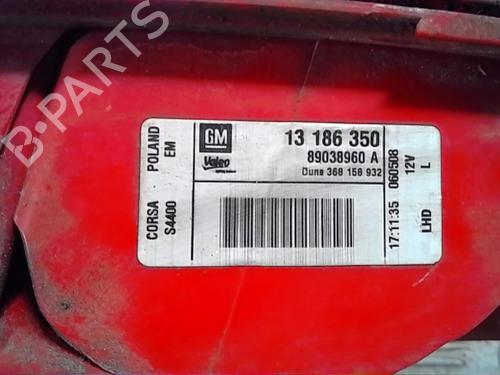 B-PARTS
CORSA POLAND
S4400 EM
GM
Valeo
13 186 350
89038960 A
Duns 368 158 932
17:11:35 060508
12V
LHD L